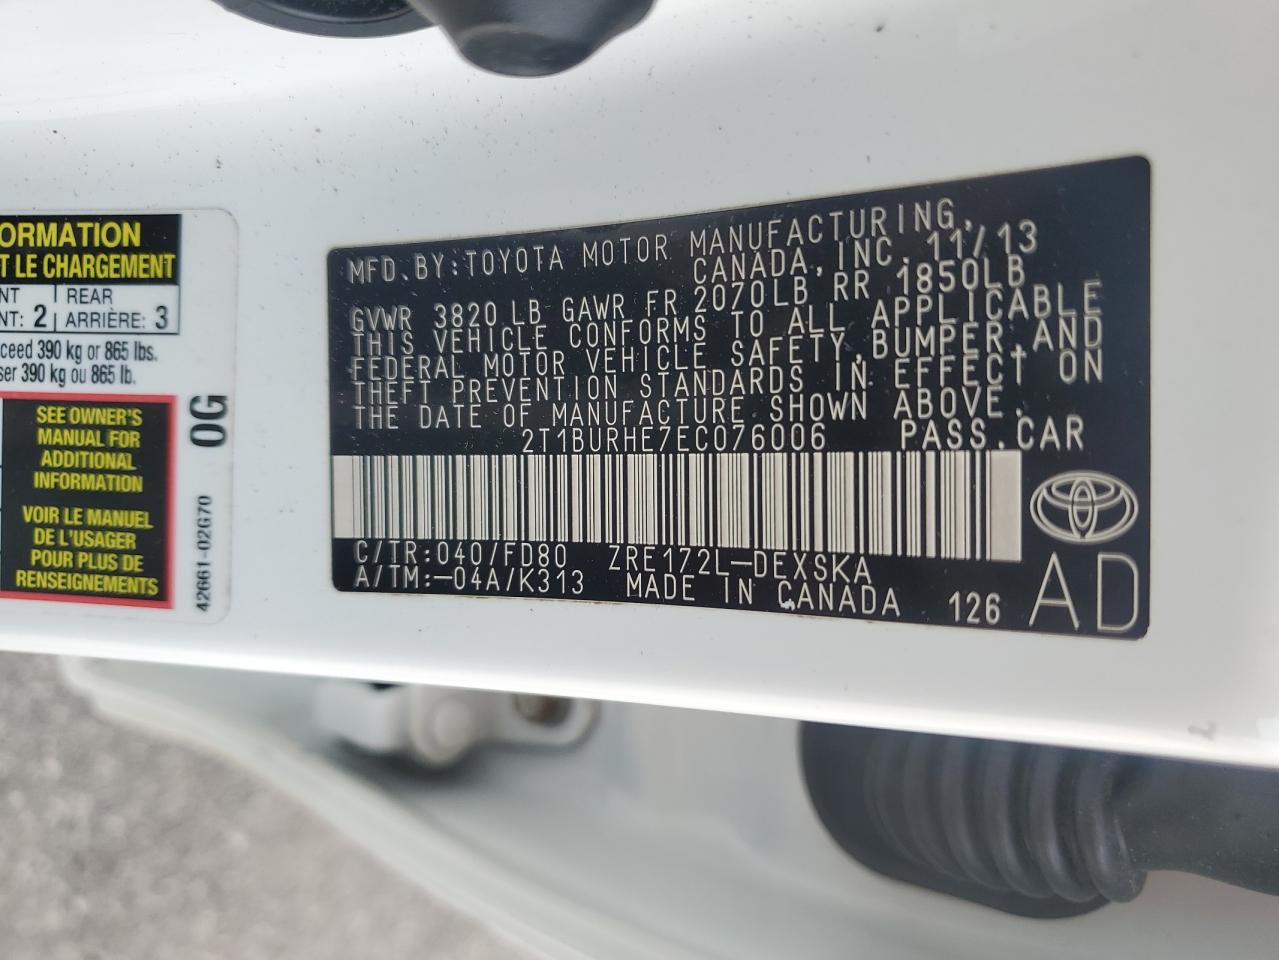 ORMATION
T LE CHARGEMENT
NT REAR
NT: 2 ARRIÈRE: 3
ceed 390 kg or 865 lbs.
ser 390 kg ou 865 lb.
SEE OWNER'S
MANUAL FOR
ADDITIONAL
INFORMATION
VOIR LE MANUEL
DE L'USAGER
POUR PLUS DE
RENSEIGNEMENTS
0G
42661-02G70
MFD. BY: TOYOTA MOTOR MANUFACTURING,
CANADA, INC. 11/13
GVWR 3820 LB GAWR FR 2070LB RR 1850LB
THIS VEHICLE CONFORMS TO ALL APPLICABLE
FEDERAL MOTOR VEHICLE SAFETY, BUMPER, AND
THEFT PREVENTION STANDARDS IN EFFECT ON
THE DATE OF MANUFACTURE SHOWN ABOVE.
2T1BURHE7EC076006 PASS. CAR
C/TR: 040/FD80 ZRE172L-DEXSKA
A/TM: -04A/K313 MADE IN CANADA 126
AD